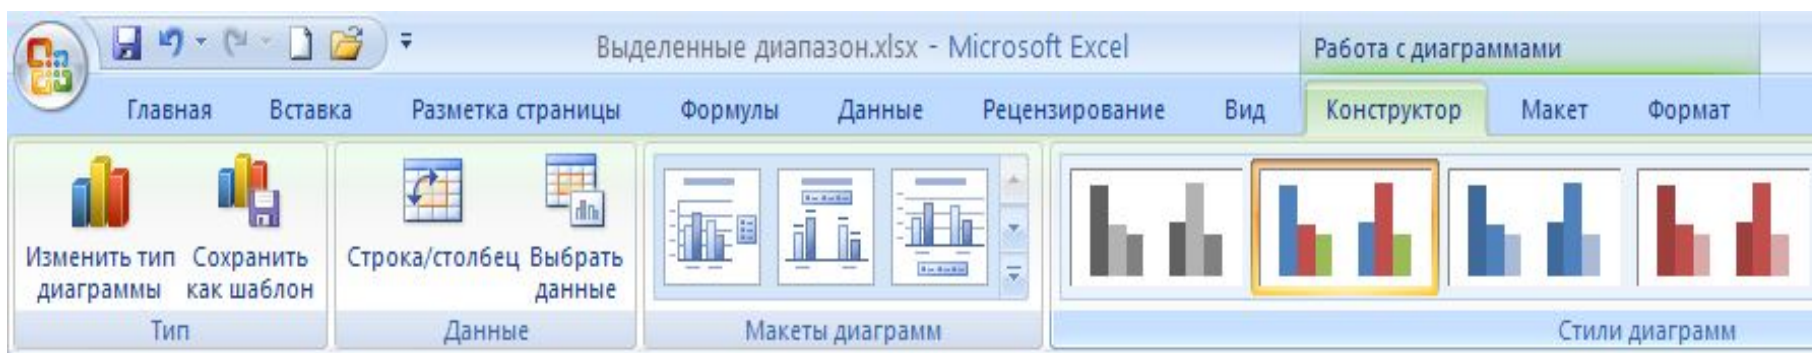 Выделенные диапазон.xlsx - Microsoft Excel
Работа с диаграммами
Главная Вставка Разметка страницы Формулы Данные Рецензирование Вид Конструктор Макет Формат
Изменить тип диаграммы
Сохранить как шаблон
Строка/столбец
Выбрать данные
Тип Данные Макеты диаграмм Стили диаграмм